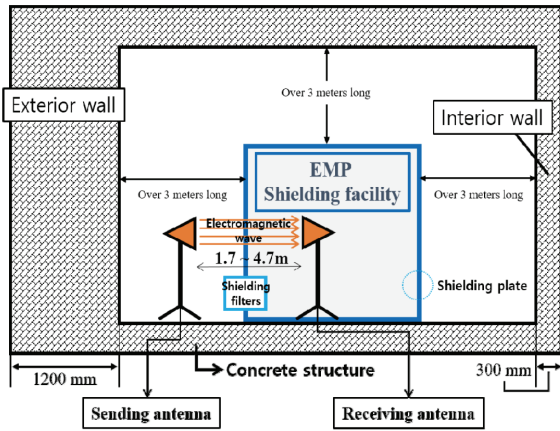 Over 3 meters long
Exterior wall
Interior wall
EMP
Shielding facility
Over 3 meters long
Over 3 meters long
Electromagnetic
wave
1.7 ~ 4.7m
Shielding
filters
Shielding plate
1200 mm
Concrete structure
300 mm
Sending antenna
Receiving antenna